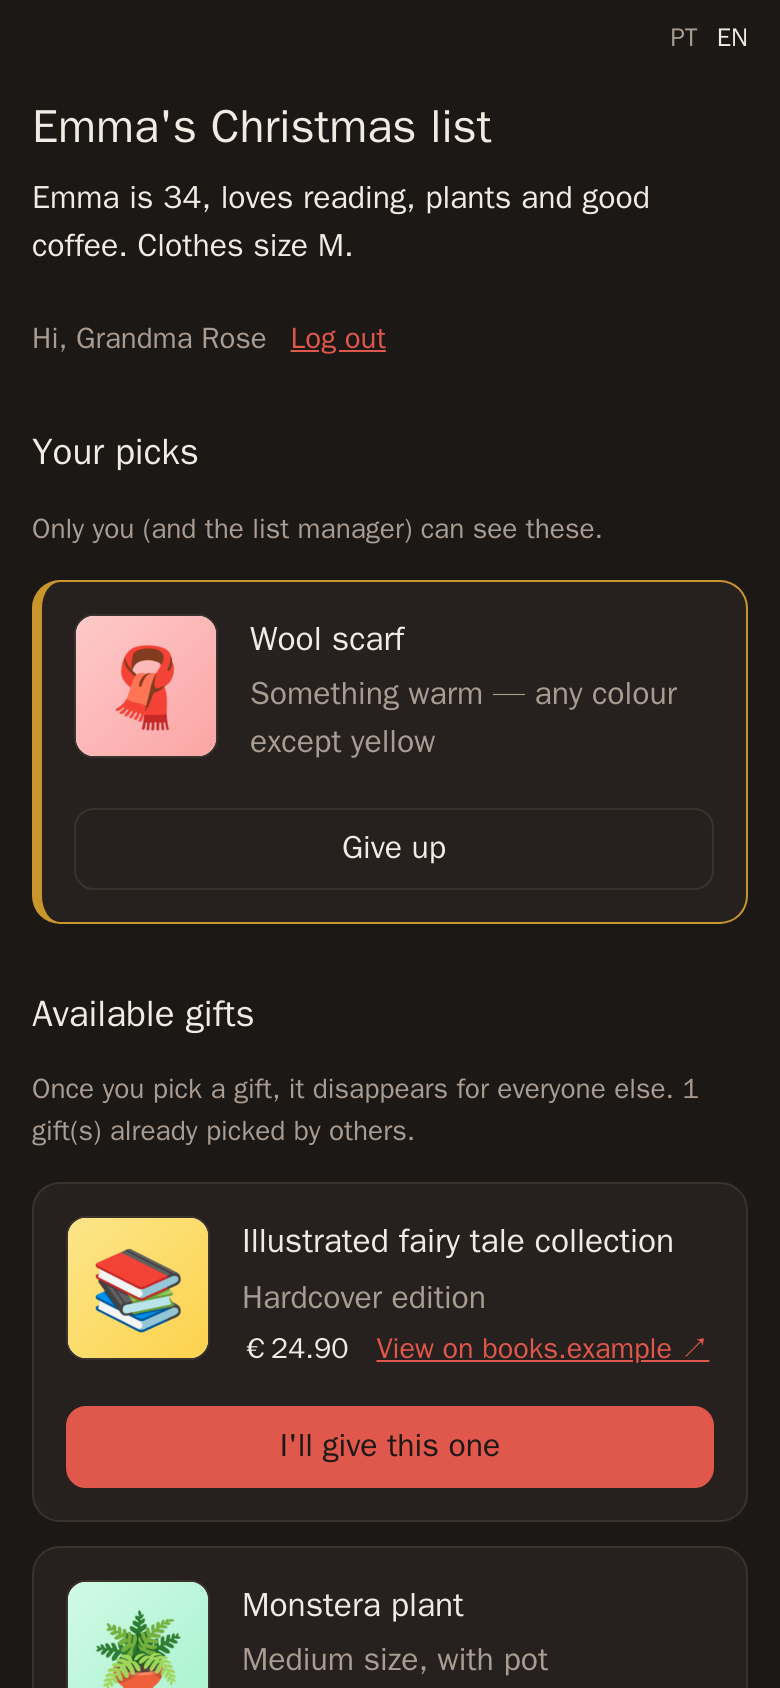 PT EN
Emma's Christmas list
Emma is 34, loves reading, plants and good
coffee. Clothes size M.
Hi, Grandma Rose Log out
Your picks
Only you (and the list manager) can see these.
Wool scarf
Something warm — any colour
except yellow
Give up
Available gifts
Once you pick a gift, it disappears for everyone else. 1
gift(s) already picked by others.
Illustrated fairy tale collection
Hardcover edition
€ 24.90 View on books.example ↗
I'll give this one
Monstera plant
Medium size, with pot